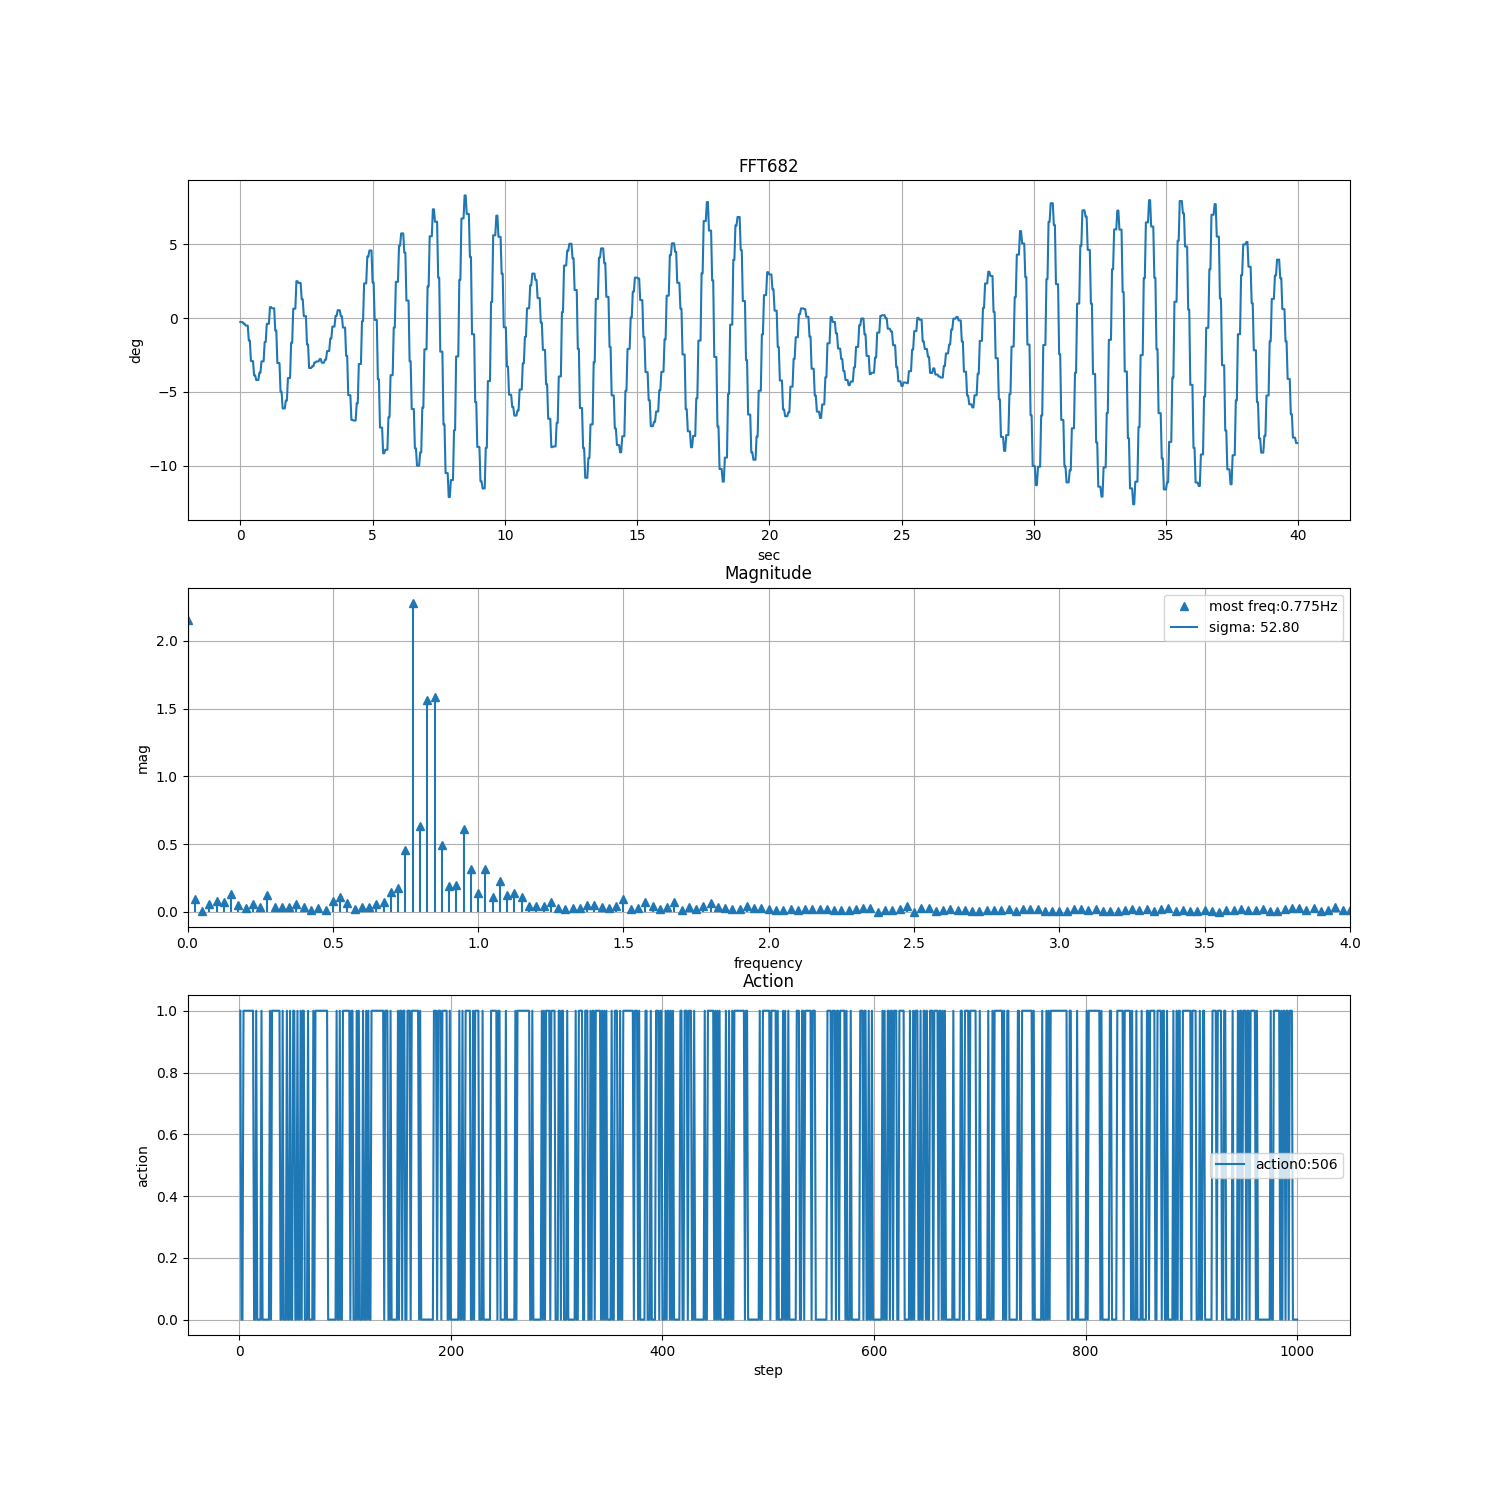 FFT682
5
0
−5
−10
deg
0 5 10 15 20 25 30 35 40
sec
Magnitude
most freq:0.775Hz
sigma: 52.80
2.0
1.5
1.0
0.5
0.0
mag
0.0 0.5 1.0 1.5 2.0 2.5 3.0 3.5 4.0
frequency
Action
1.0
0.8
0.6
0.4
0.2
0.0
action
action0:506
0 200 400 600 800 1000
step